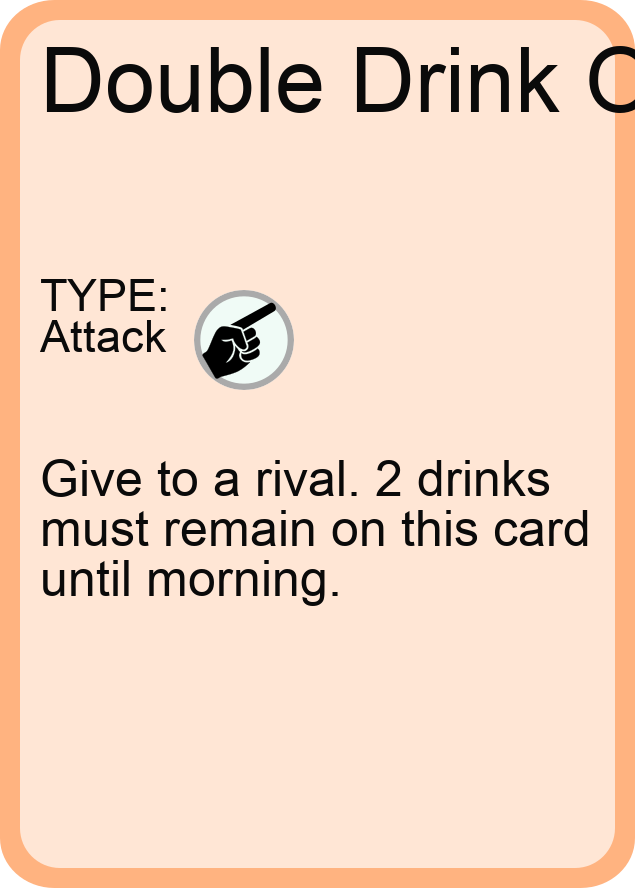 Double Drink
TYPE:
Attack
Give to a rival. 2 drinks
must remain on this card
until morning.